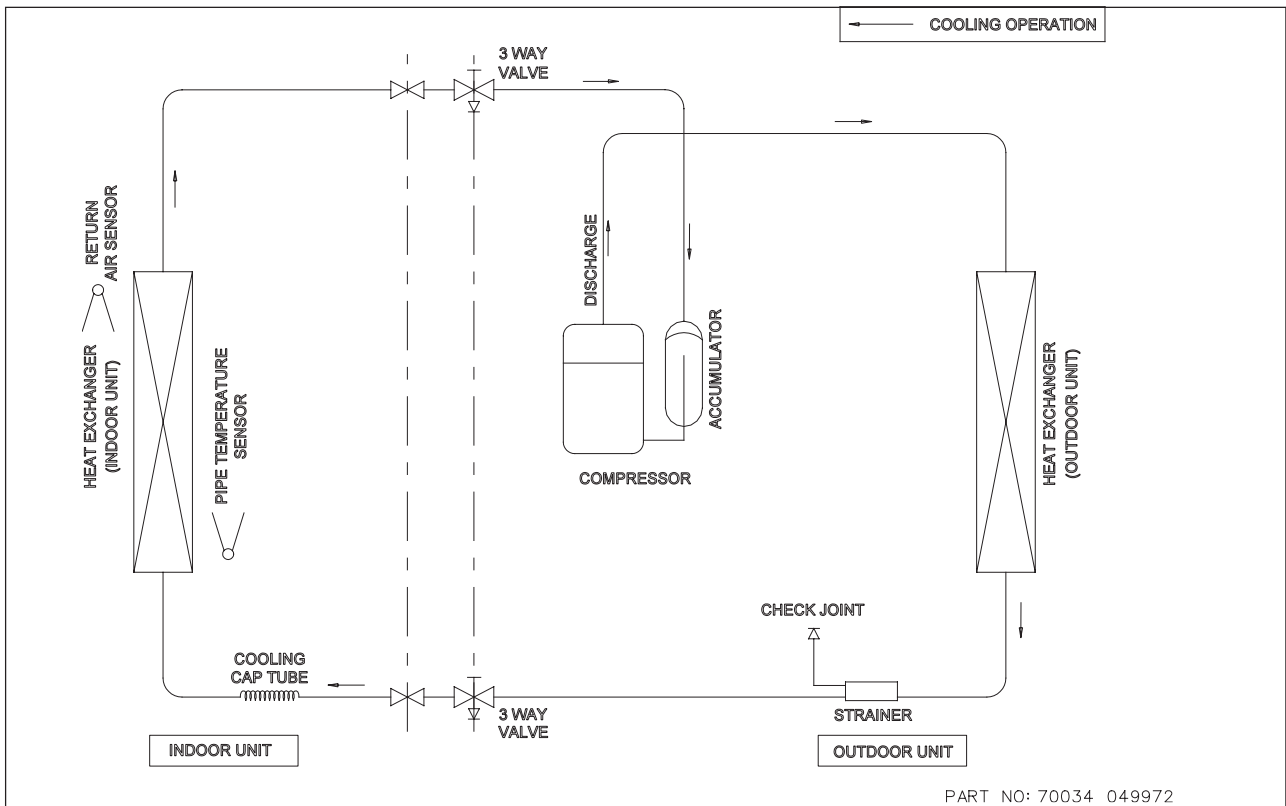 COOLING OPERATION
3 WAY
VALVE
RETURN
AIR SENSOR
HEAT EXCHANGER
(INDOOR UNIT)
PIPE TEMPERATURE
SENSOR
DISCHARGE
ACCUMULATOR
COMPRESSOR
HEAT EXCHANGER
(OUTDOOR UNIT)
CHECK JOINT
COOLING
CAP TUBE
STRAINER
3 WAY
VALVE
INDOOR UNIT
OUTDOOR UNIT
PART NO: 70034 049972